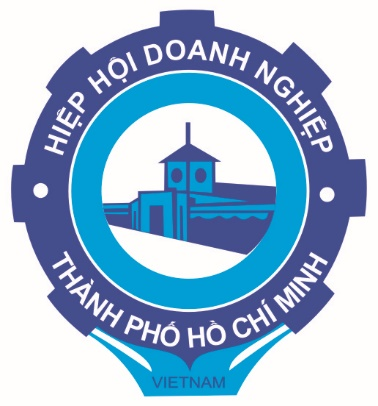 HIỆP HỘI DOANH NGHIỆP
THÀNH PHỐ HỒ CHÍ MINH
VIETNAM